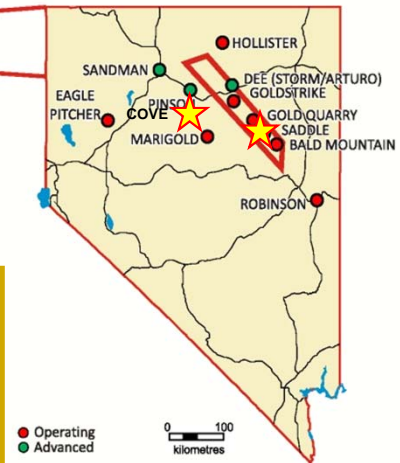 HOLLISTER
SANDMAN
DEE (STORM/ARTURO)
GOLDSTRIKE
EAGLE
PITCHER
PINSON
COVE
GOLD QUARRY
SADDLE
MARIGOLD
BALD MOUNTAIN
ROBINSON
Operating
Advanced
0 100
kilometres